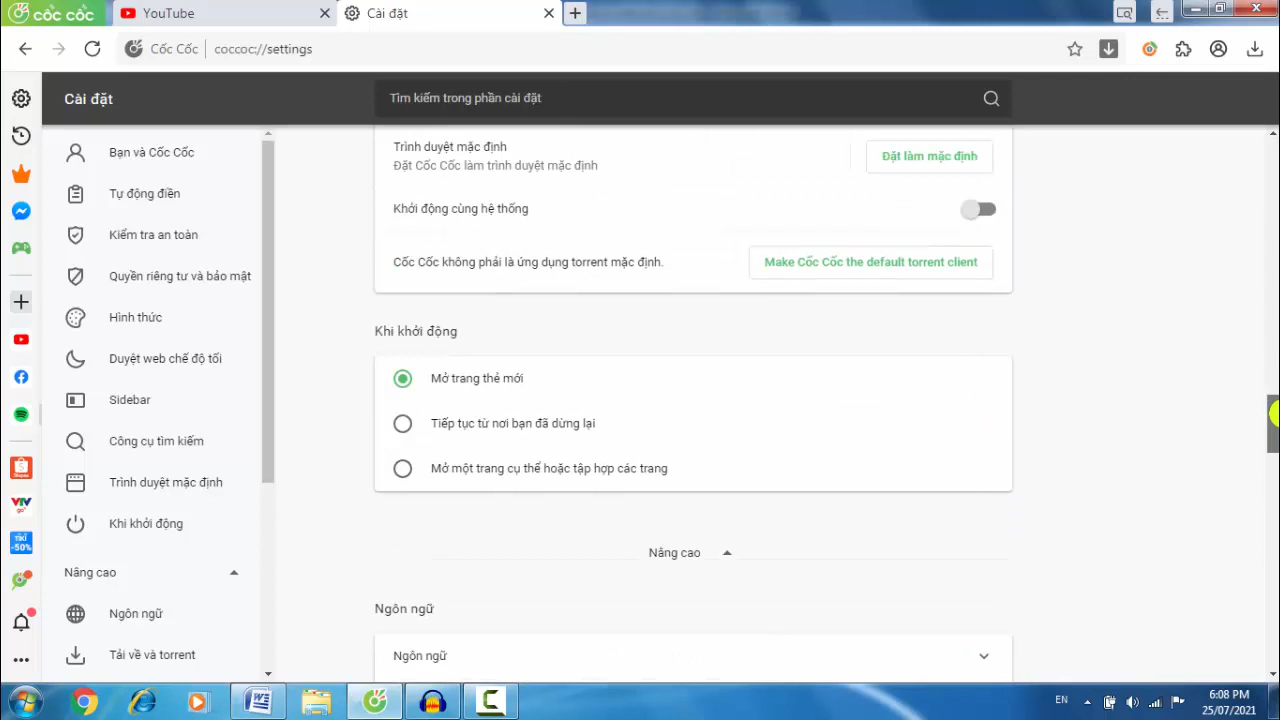 cốc cốc
YouTube
Cài đặt
Cốc Cốc
coccoc://settings
Cài đặt
Tìm kiếm trong phần cài đặt
Bạn và Cốc Cốc
Tự động điền
Kiểm tra an toàn
Quyền riêng tư và bảo mật
Hình thức
Duyệt web chế độ tối
Sidebar
Công cụ tìm kiếm
Trình duyệt mặc định
Khi khởi động
Nâng cao
Ngôn ngữ
Tải về và torrent
Trình duyệt mặc định
Đặt Cốc Cốc làm trình duyệt mặc định
Đặt làm mặc định
Khởi động cùng hệ thống
Cốc Cốc không phải là ứng dụng torrent mặc định.
Make Cốc Cốc the default torrent client
Khi khởi động
Mở trang thẻ mới
Tiếp tục từ nơi bạn đã dừng lại
Mở một trang cụ thể hoặc tập hợp các trang
Nâng cao
Ngôn ngữ
Ngôn ngữ
VTV
go
TIKI
-50%
EN
6:08 PM
25/07/2021